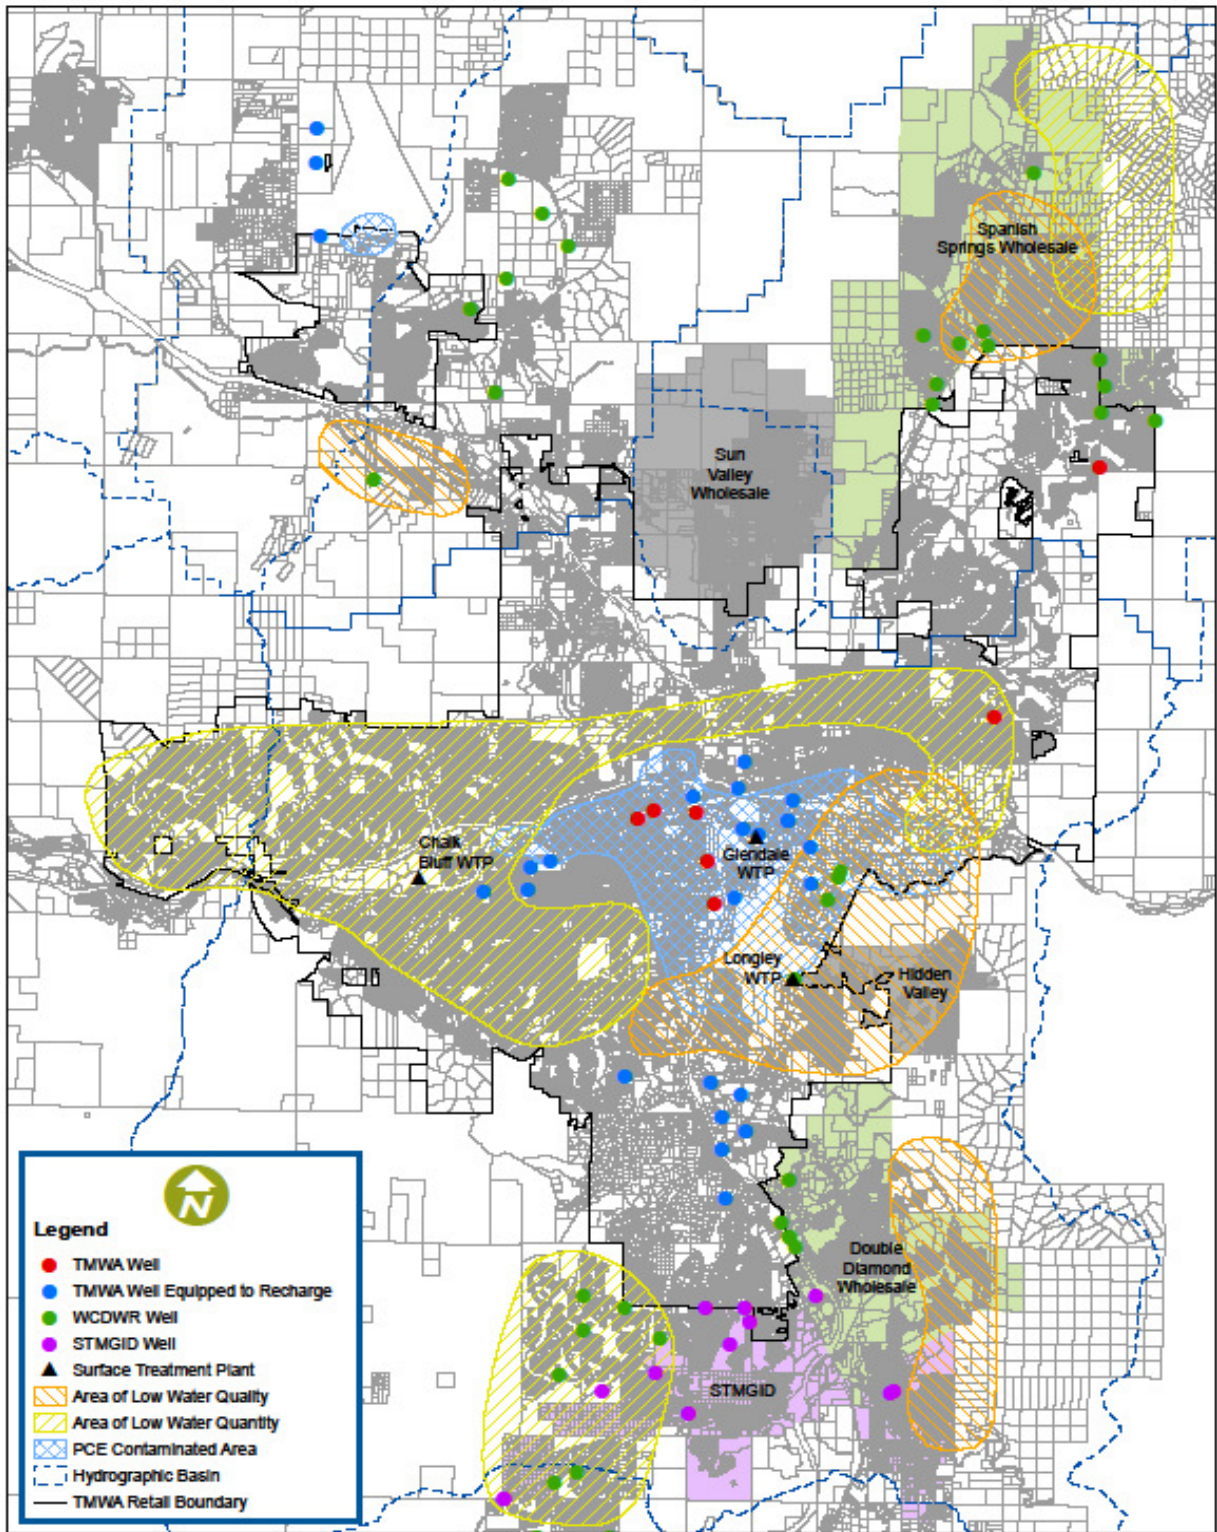 Spanish
Springs Wholesale
Sun
Valley
Wholesale
Chalk
Bluff WTP
Glendale
WTP
Longley
WTP
Hidden
Valley
Double
Diamond
Wholesale
STMGID
N
Legend
TMWA Well
TMWA Well Equipped to Recharge
WCDWR Well
STMGID Well
Surface Treatment Plant
Area of Low Water Quality
Area of Low Water Quantity
PCE Contaminated Area
Hydrographic Basin
TMWA Retail Boundary